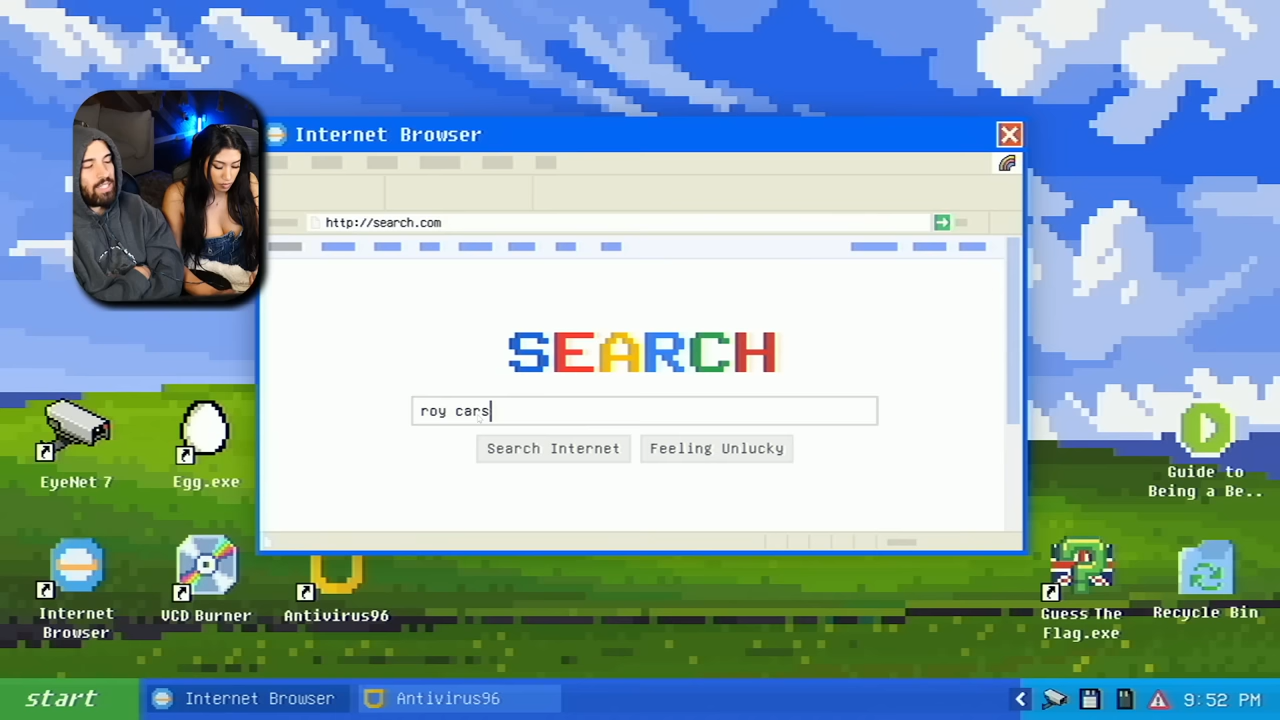 Internet Browser
http://search.com
SEARCH
roy cars
Search Internet
Feeling Unlucky
EyeNet 7
Egg.exe
Guide to
Being a Be..
Internet
Browser
VCD Burner
Antivirus96
Guess The
Flag.exe
Recycle Bin
start
Internet Browser
Antivirus96
9:52 PM